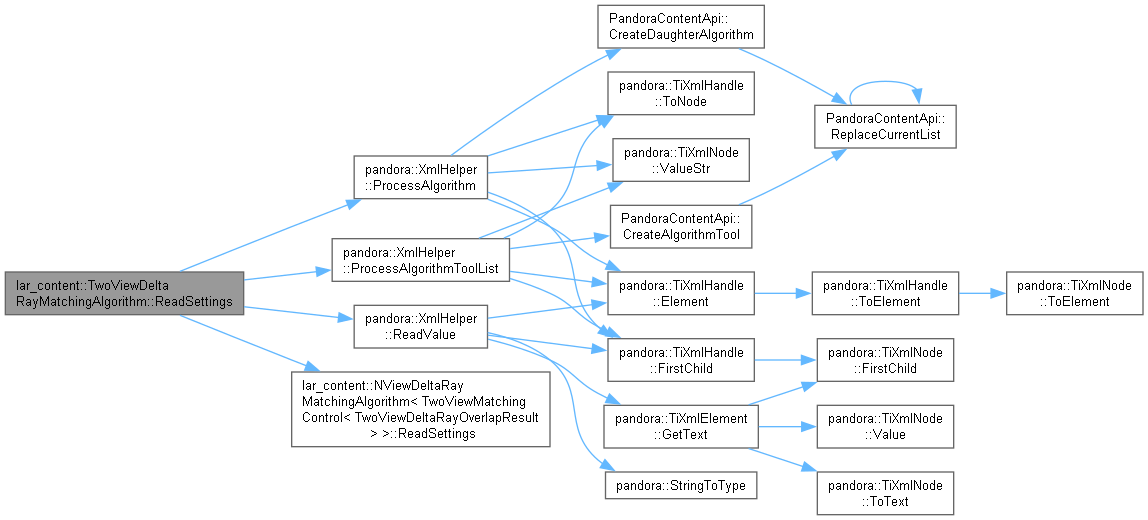 lar_content::TwoViewDelta
RayMatchingAlgorithm::ReadSettings
pandora::XmlHelper
::ProcessAlgorithm
pandora::XmlHelper
::ProcessAlgorithmToolList
pandora::XmlHelper
::ReadValue
lar_content::NViewDeltaRay
MatchingAlgorithm< TwoViewMatching
Control< TwoViewDeltaRayOverlapResult
> >::ReadSettings
PandoraContentApi::
CreateDaughterAlgorithm
pandora::TiXmlHandle
::ToNode
pandora::TiXmlNode
::ValueStr
PandoraContentApi::
CreateAlgorithmTool
pandora::TiXmlHandle
::Element
pandora::TiXmlHandle
::FirstChild
pandora::TiXmlElement
::GetText
pandora::StringToType
PandoraContentApi::
ReplaceCurrentList
pandora::TiXmlHandle
::ToElement
pandora::TiXmlNode
::FirstChild
pandora::TiXmlNode
::Value
pandora::TiXmlNode
::ToText
pandora::TiXmlNode
::ToElement